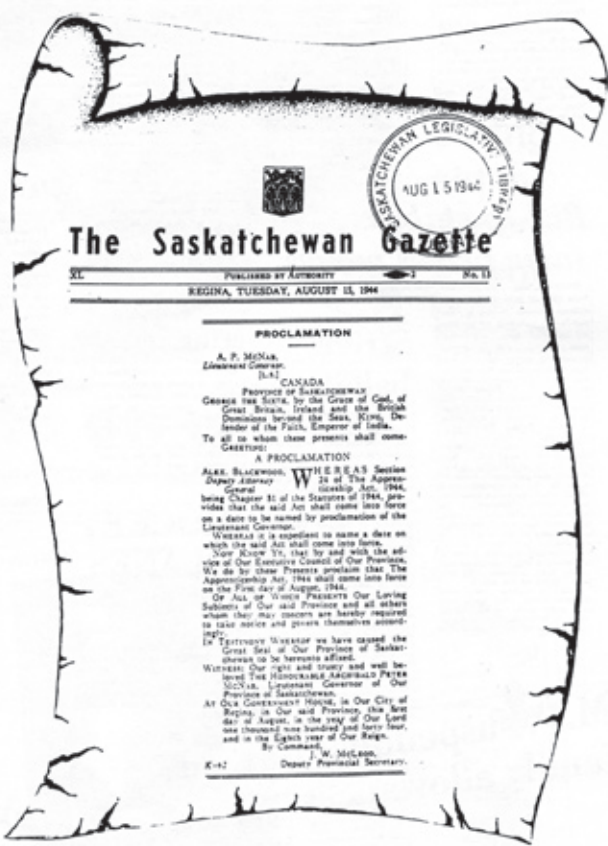 SASKATCHEWAN LEGISLATIVE LIBRARY
AUG 15 1944
The Saskatchewan Gazette
XL. PUBLISHED BY AUTHORITY No. 15
REGINA, TUESDAY, AUGUST 15, 1944
PROCLAMATION
A. P. MCNAB,
Lieutenant Governor.
[L.S.]
CANADA
PROVINCE OF SASKATCHEWAN
GEORGE THE SIXTH, by the Grace of God, of
Great Britain, Ireland and the British
Dominions beyond the Seas, KING, De-
fender of the Faith, Emperor of India.
To all to whom these presents shall come-
GREETING:
A PROCLAMATION
ALEX. BLACKWOOD,
Deputy Attorney
General
WHEREAS Section
24 of The Appren-
ticeship Act, 1944,
being Chapter 51 of the Statutes of 1944, pro-
vides that the said Act shall come into force
on a date to be named by proclamation of the
Lieutenant Governor.
WHEREAS it is expedient to name a date on
which the said Act shall come into force.
NOW KNOW YE, that by and with the ad-
vice of Our Executive Council of Our Province,
We do by these Presents proclaim that The
Apprenticeship Act, 1944 shall come into force
on the First day of August, 1944.
OF ALL OF WHICH PRESENTS Our Loving
Subjects of Our said Province and all others
whom they may concern are hereby required
to take notice and govern themselves accord-
ingly.
IN TESTIMONY WHEREOF we have caused the
Great Seal of Our Province of Saskat-
chewan to be hereunto affixed.
WITNESS: Our right and trusty and well be-
loved THE HONOURABLE ARCHIBALD PETER
MCNAB, Lieutenant Governor of Our
Province of Saskatchewan.
AT OUR GOVERNMENT HOUSE, in Our City of
Regina, in Our said Province, this first
day of August, in the year of Our Lord
one thousand nine hundred and forty four,
and in the Eighth year of Our Reign.
By Command,
J. W. MCLEOD,
Deputy Provincial Secretary.